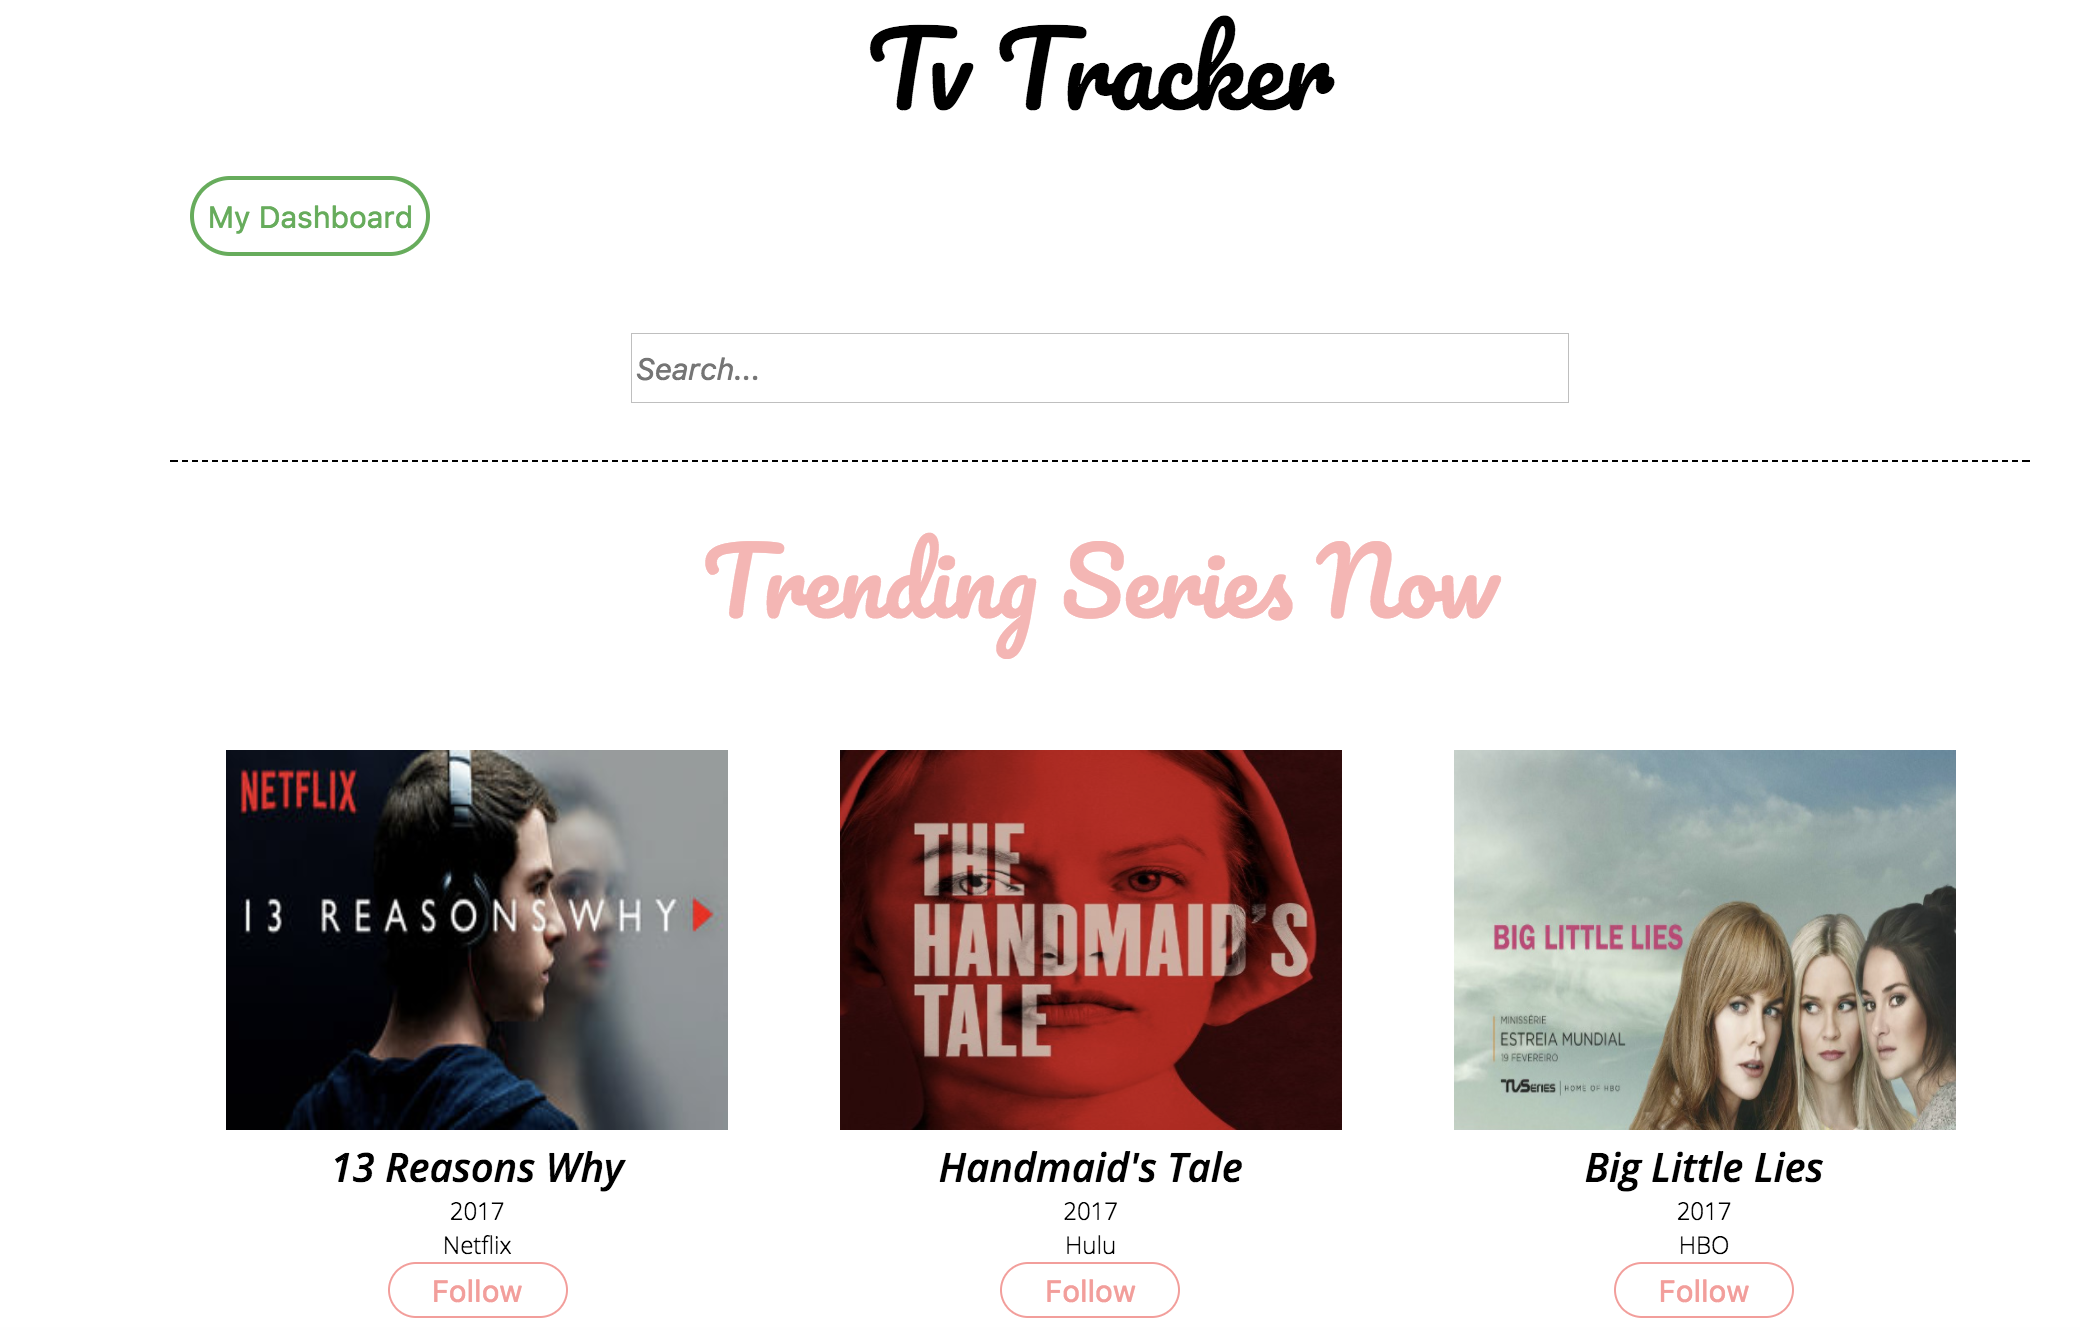 Tv Tracker
My Dashboard
Search...
Trending Series Now
NETFLIX
13 REASONS WHY
THE
HANDMAID'S
TALE
BIG LITTLE LIES
MINISSÉRIE
ESTREIA MUNDIAL
19 FEVEREIRO
TVSERIES | HOME OF HBO
13 Reasons Why
2017
Netflix
Follow
Handmaid's Tale
2017
Hulu
Follow
Big Little Lies
2017
HBO
Follow